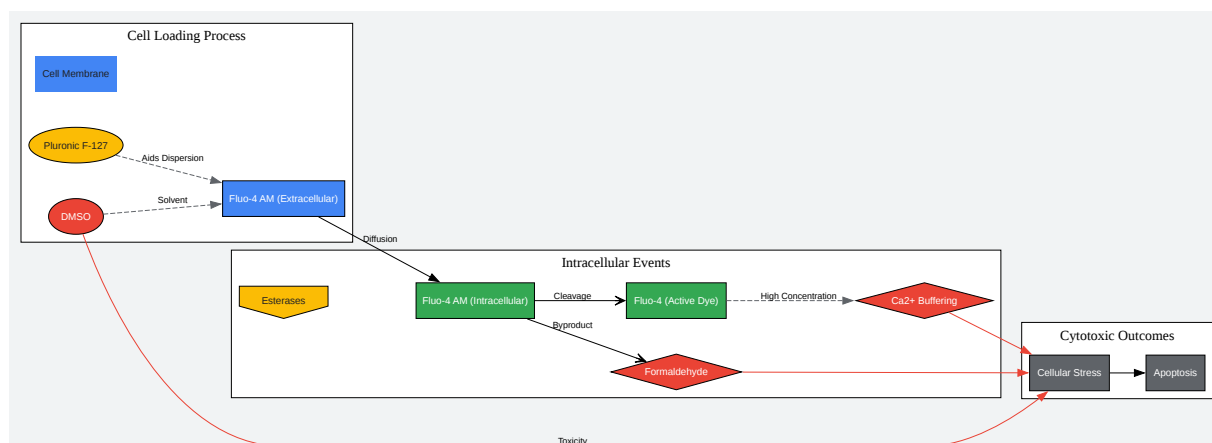 Cell Loading Process
Cell Membrane
Pluronic F-127
Aids Dispersion
Solvent
Fluo-4 AM (Extracellular)
DMSO
Diffusion
Intracellular Events
Esterases
Fluo-4 AM (Intracellular)
Cleavage
Fluo-4 (Active Dye)
High Concentration
Ca2+ Buffering
Byproduct
Formaldehyde
Cytotoxic Outcomes
Cellular Stress
Apoptosis
Toxicity